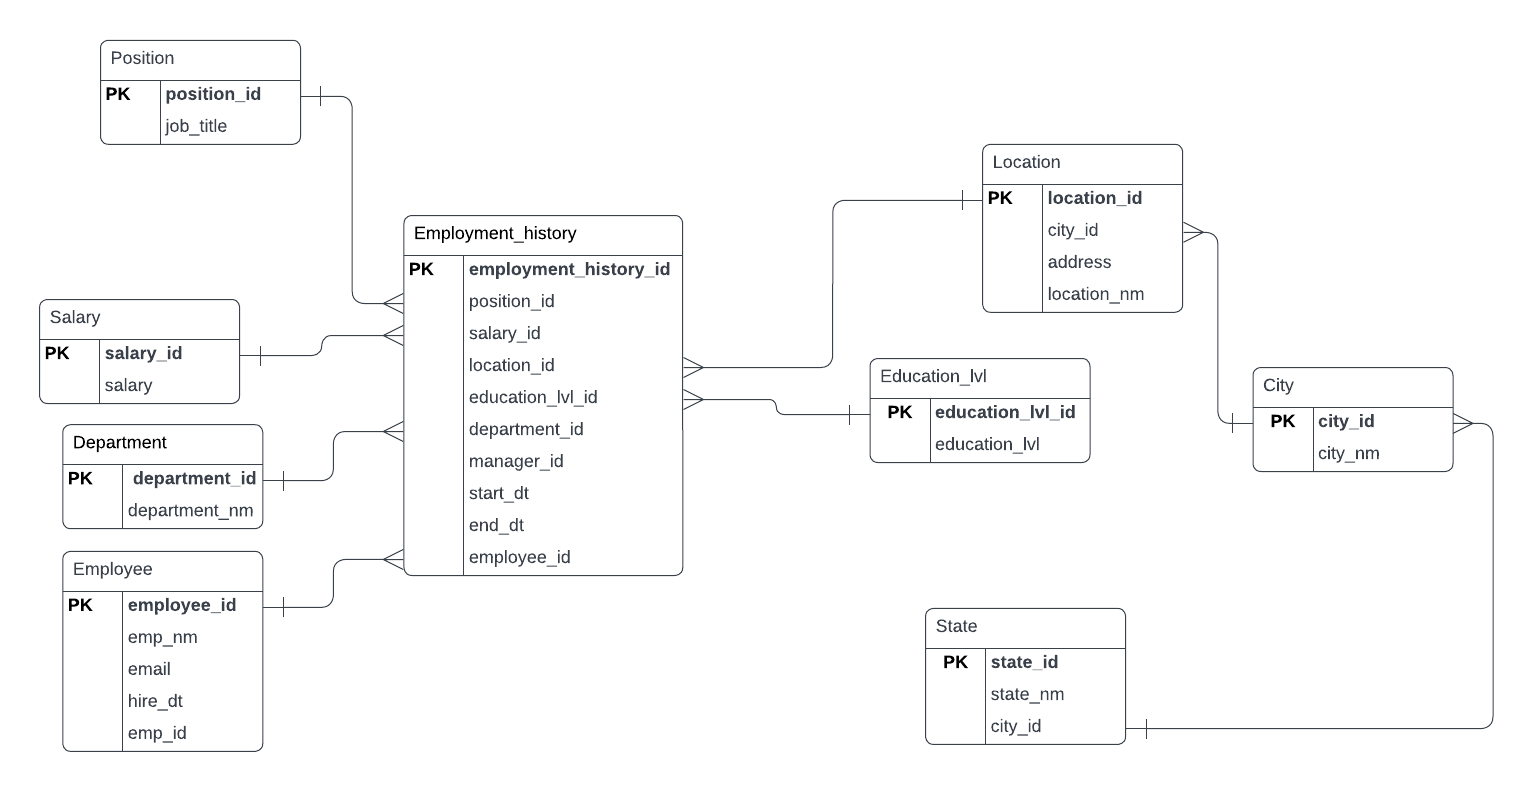 Position
PK position_id
job_title
Salary
PK salary_id
salary
Department
PK department_id
department_nm
Employee
PK employee_id
emp_nm
email
hire_dt
emp_id
Employment_history
PK employment_history_id
position_id
salary_id
location_id
education_lvl_id
department_id
manager_id
start_dt
end_dt
employee_id
Location
PK location_id
city_id
address
location_nm
Education_lvl
PK education_lvl_id
education_lvl
City
PK city_id
city_nm
State
PK state_id
state_nm
city_id